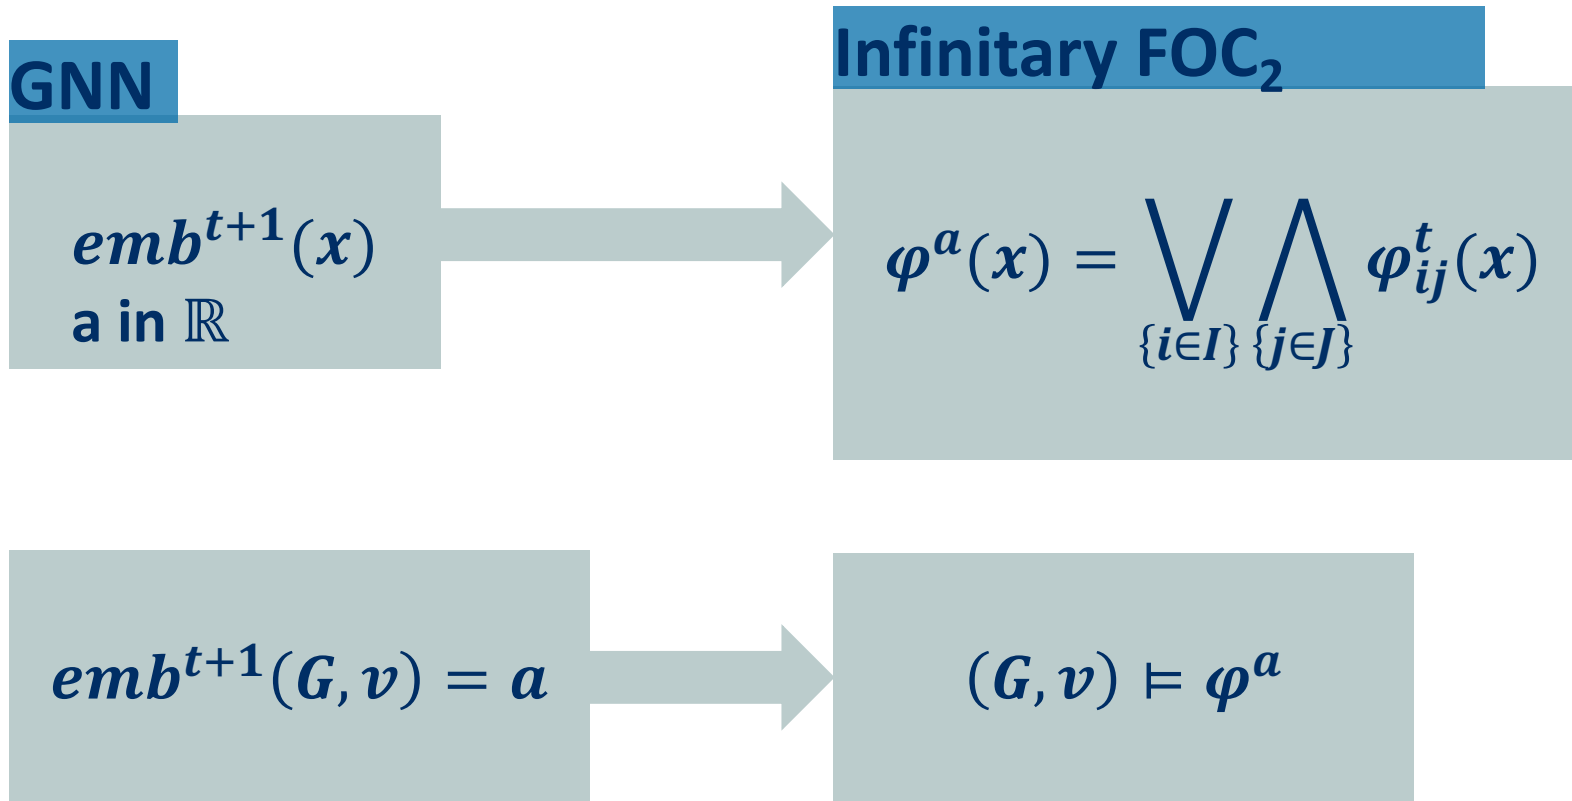 GNN
Infinitary FOC₂
emb^{t+1}(x)
a in ℝ
φ^a(x) = ⋁_{{i∈I}} ⋀_{{j∈J}} φ^t_{ij}(x)
emb^{t+1}(G, v) = a
(G, v) ⊨ φ^a